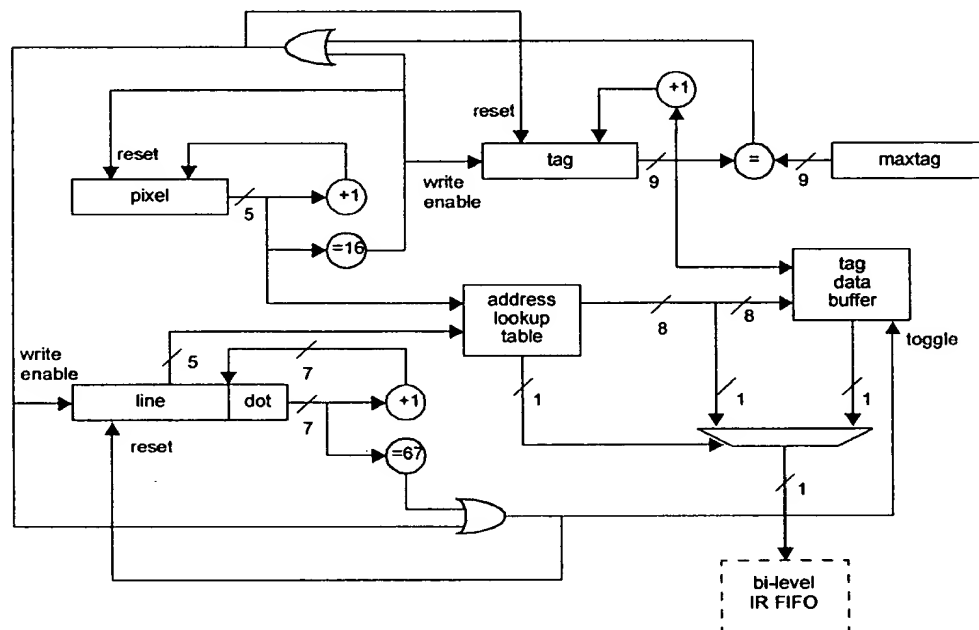 reset
+1
reset
tag
9
=
9
maxtag
write
enable
pixel
5
+1
=16
tag
data
buffer
address
lookup
table
8
8
toggle
write
enable
5
7
line
dot
7
+1
1
1
1
reset
=67
1
bi-level
IR FIFO